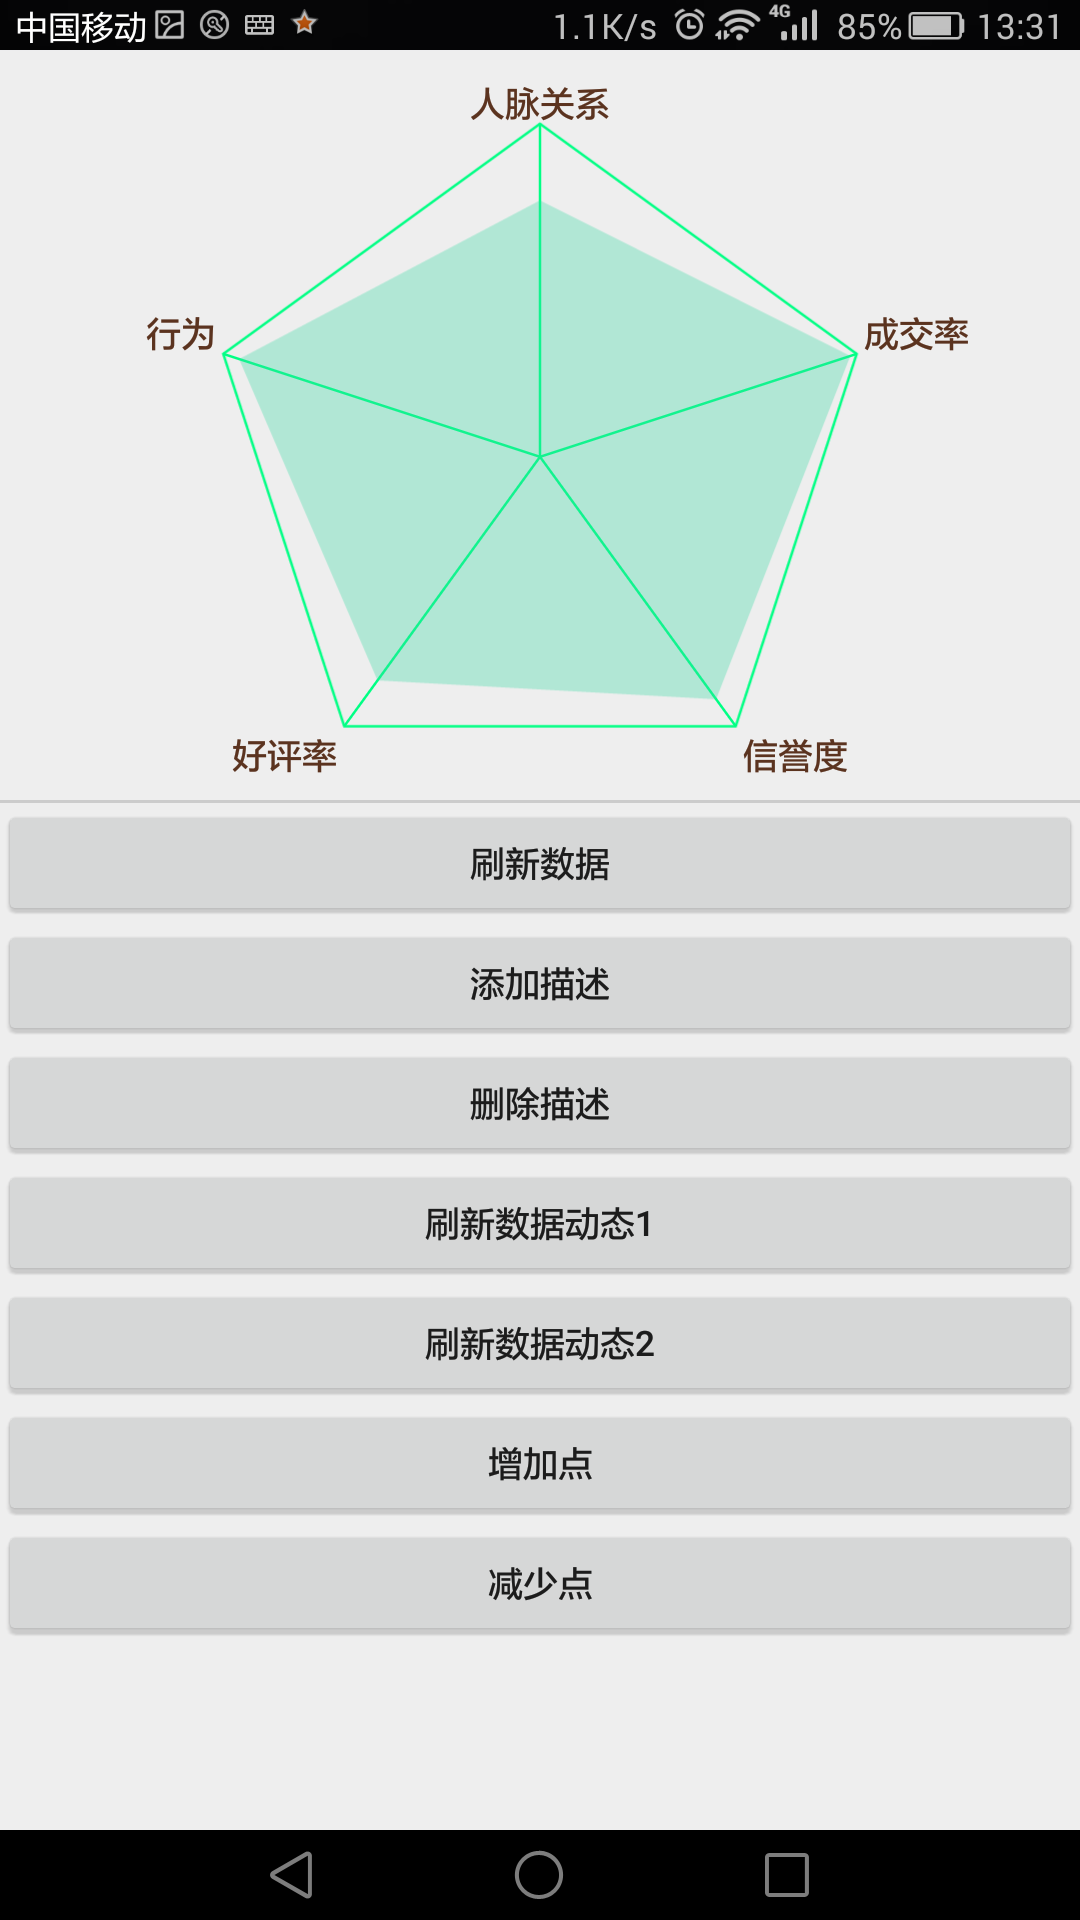 中国移动 1.1K/s 4G 85% 13:31
人脉关系
行为 成交率
好评率 信誉度
刷新数据
添加描述
删除描述
刷新数据动态1
刷新数据动态2
增加点
减少点